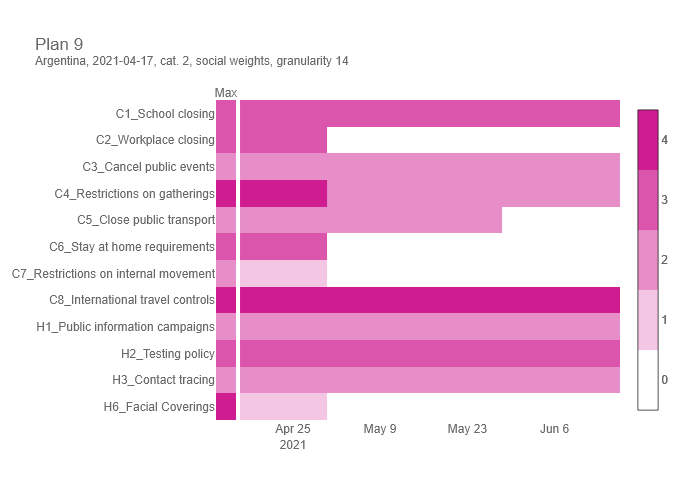 Plan 9
Argentina, 2021-04-17, cat. 2, social weights, granularity 14
Max
C1_School closing
C2_Workplace closing
C3_Cancel public events
C4_Restrictions on gatherings
C5_Close public transport
C6_Stay at home requirements
C7_Restrictions on internal movement
C8_International travel controls
H1_Public information campaigns
H2_Testing policy
H3_Contact tracing
H6_Facial Coverings
4
3
2
1
0
Apr 25 May 9 May 23 Jun 6
2021